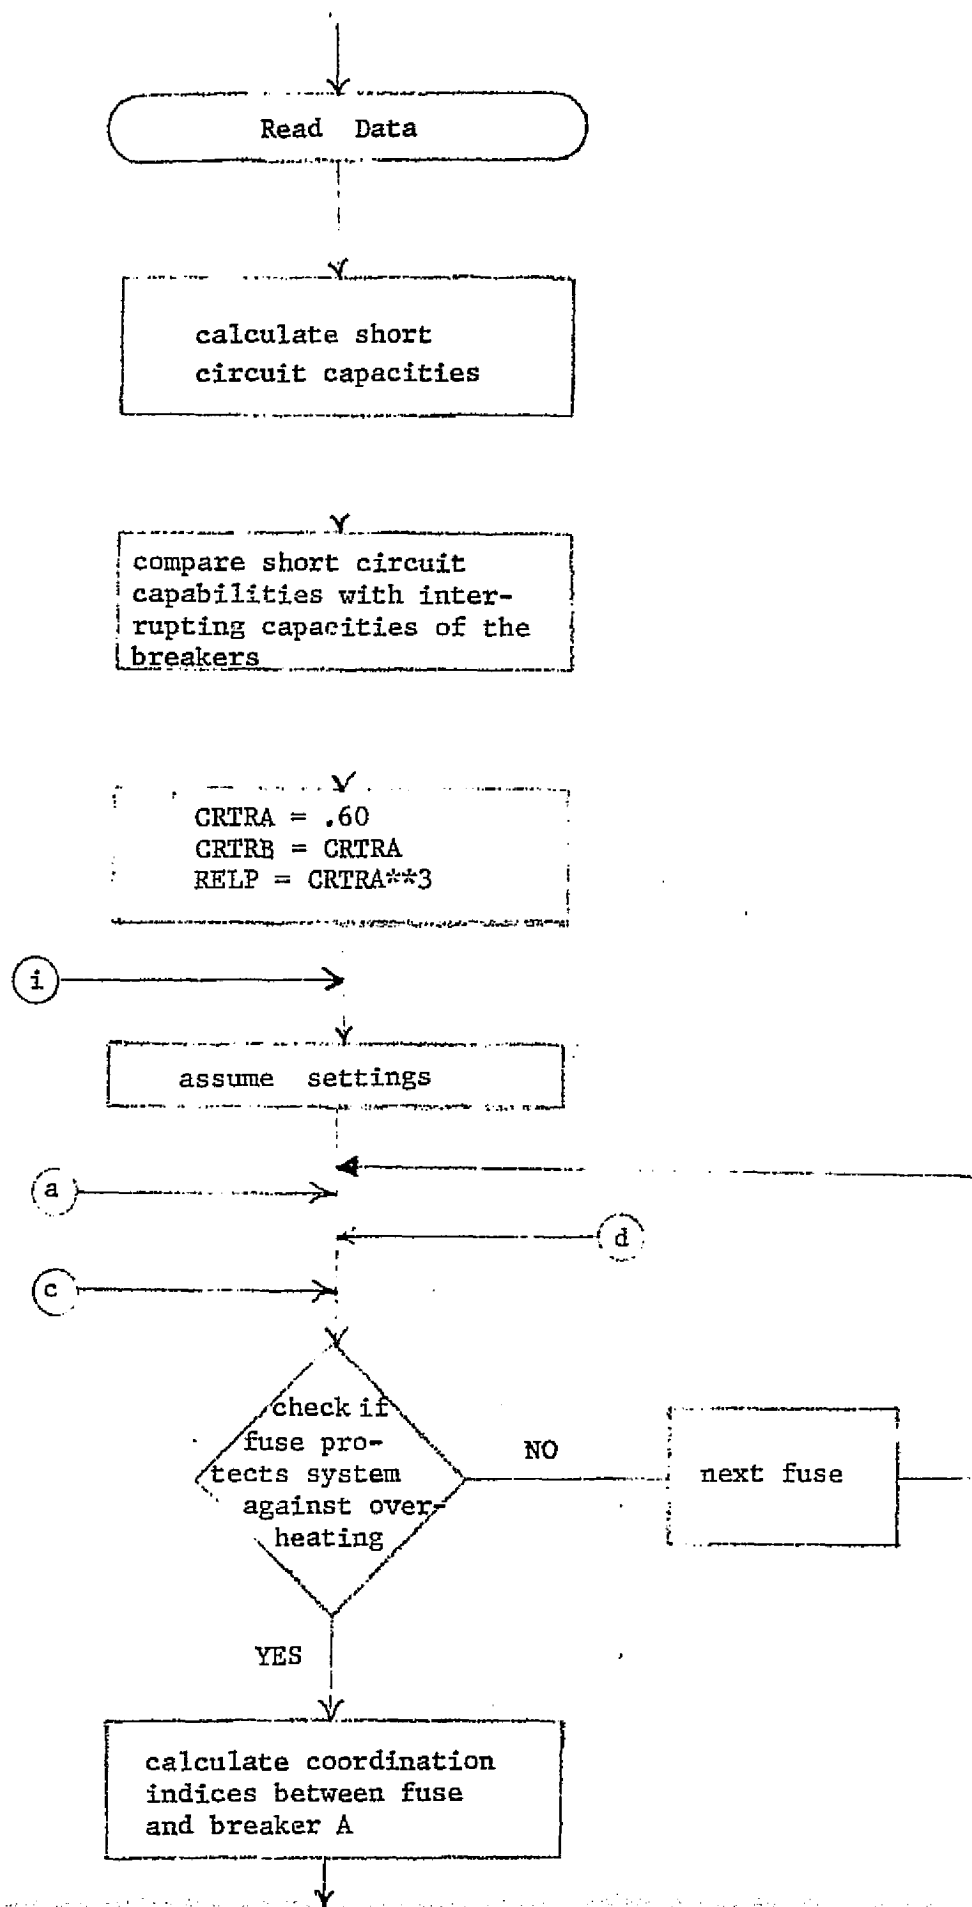 Read Data
calculate short
circuit capacities
compare short circuit
capabilities with inter-
rupting capacities of the
breakers
CRTRA = .60
CRTRB = CRTRA
RELP = CRTRA**3
i
assume settings
a
d
c
check if
fuse pro-
tects system
against over-
heating
NO
next fuse
YES
calculate coordination
indices between fuse
and breaker A